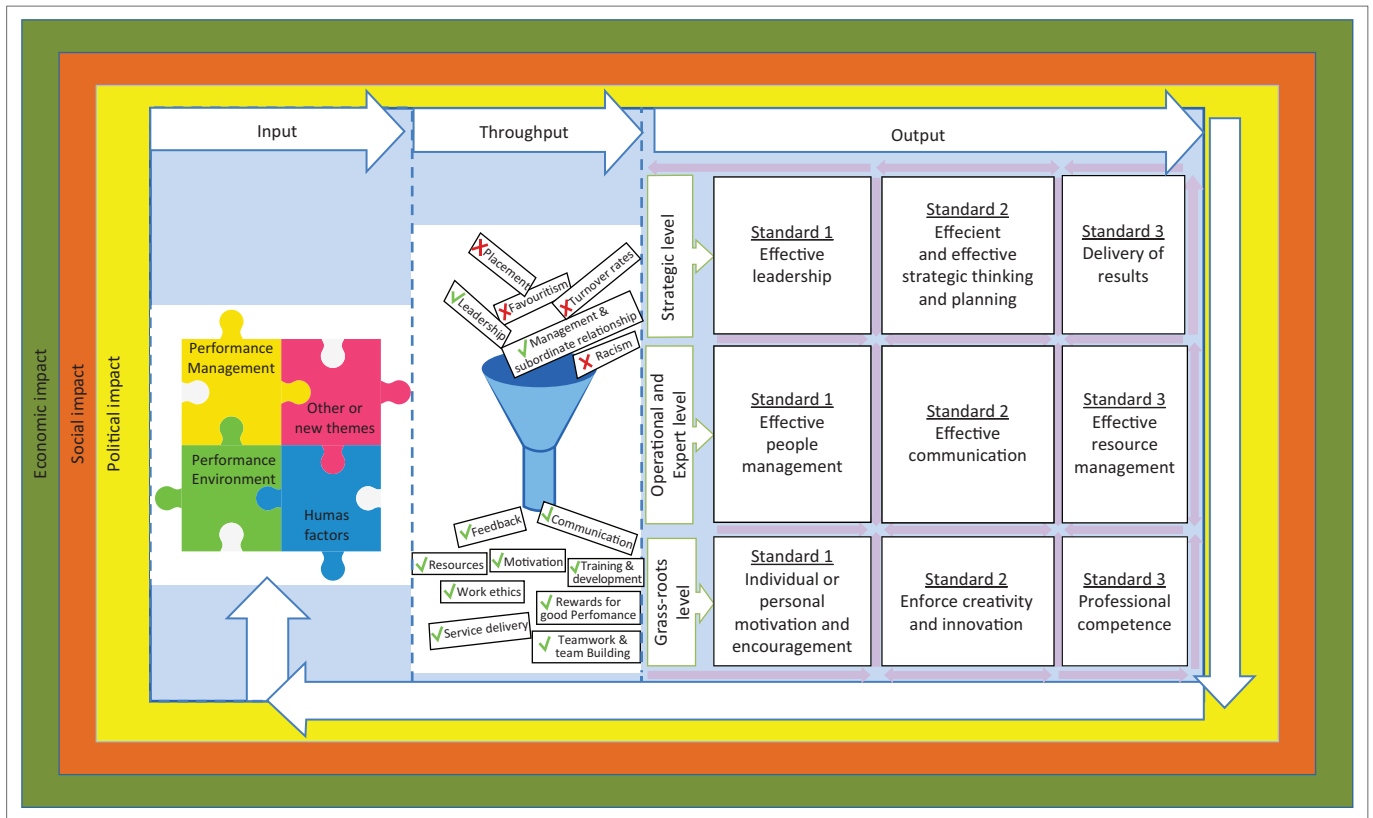 Economic impact
Social impact
Political impact
Input
Throughput
Output
Performance
Management
Other or
new themes
Performance
Environment
Humas
factors
Placement
Favouritism
Turnover rates
Leadership
Management &
subordinate relationship
Racism
Feedback
Communication
Resources
Motivation
Training &
development
Work ethics
Rewards for
good Perfomance
Service delivery
Teamwork &
team Building
Strategic level
Standard 1
Effective
leadership
Standard 2
Effecient
and effective
strategic thinking
and planning
Standard 3
Delivery of
results
Operational and
Expert level
Standard 1
Effective
people
management
Standard 2
Effective
communication
Standard 3
Effective
resource
management
Grass-roots
level
Standard 1
Individual or
personal
motivation and
encouragement
Standard 2
Enforce creativity
and innovation
Standard 3
Professional
competence